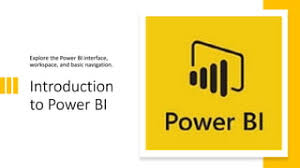 Explore the Power BI interface,
workspace, and basic navigation.
Introduction
to Power BI
Power BI